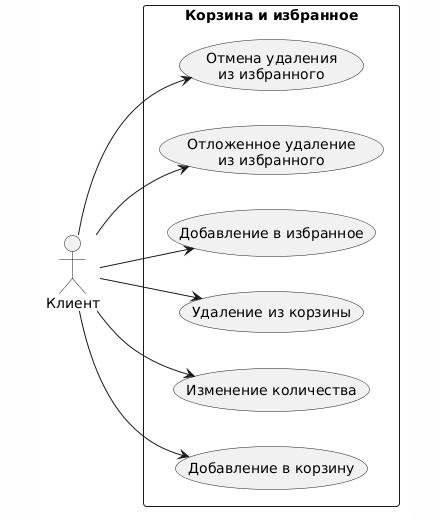 Корзина и избранное
Отмена удаления
из избранного
Отложенное удаление
из избранного
Добавление в избранное
Удаление из корзины
Клиент
Изменение количества
Добавление в корзину